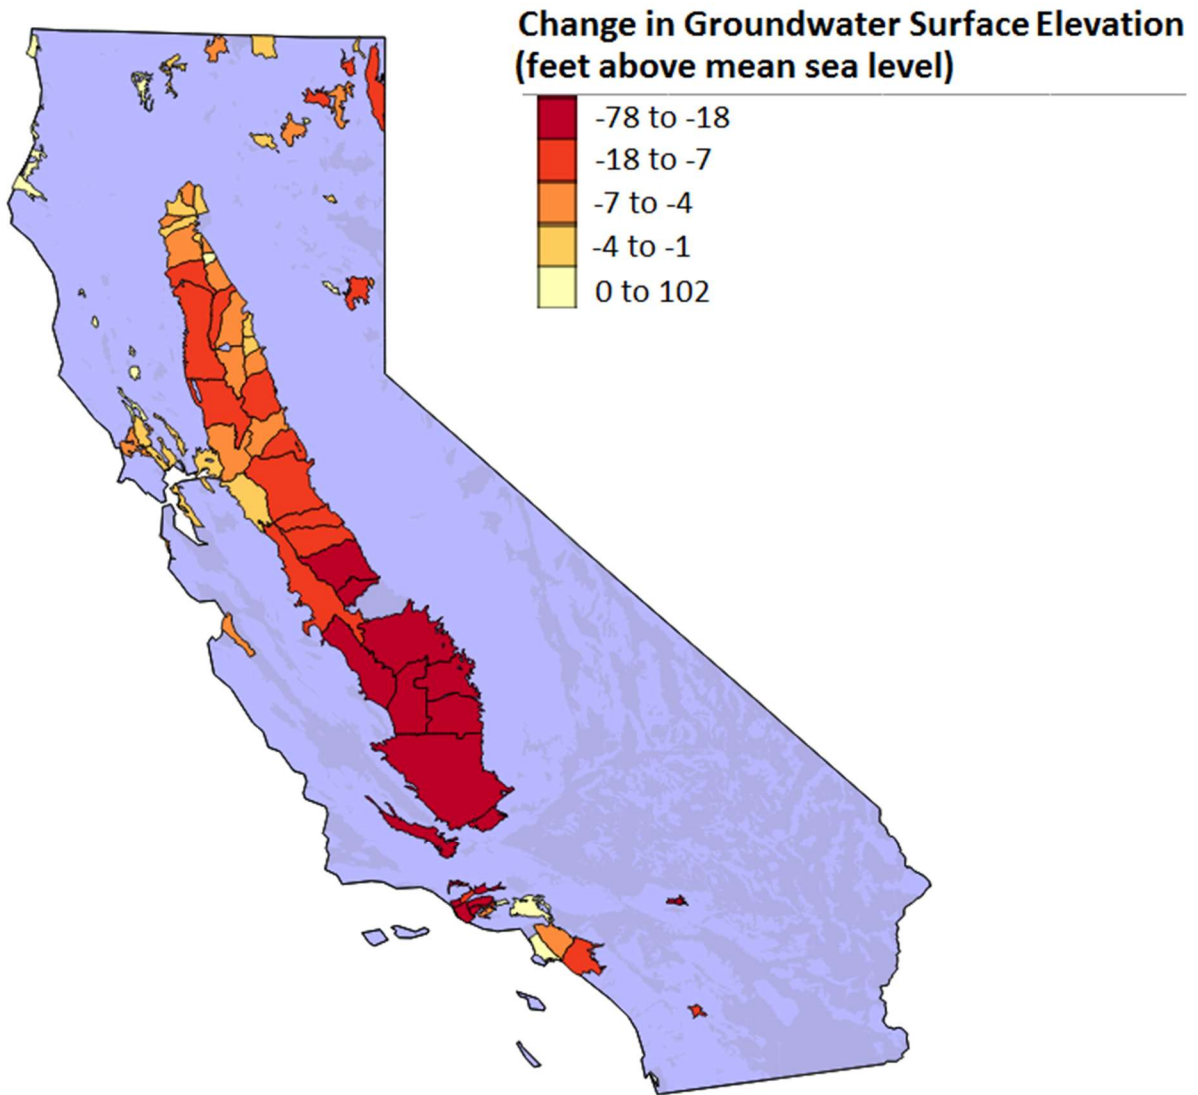 Change in Groundwater Surface Elevation
(feet above mean sea level)
-78 to -18
-18 to -7
-7 to -4
-4 to -1
0 to 102